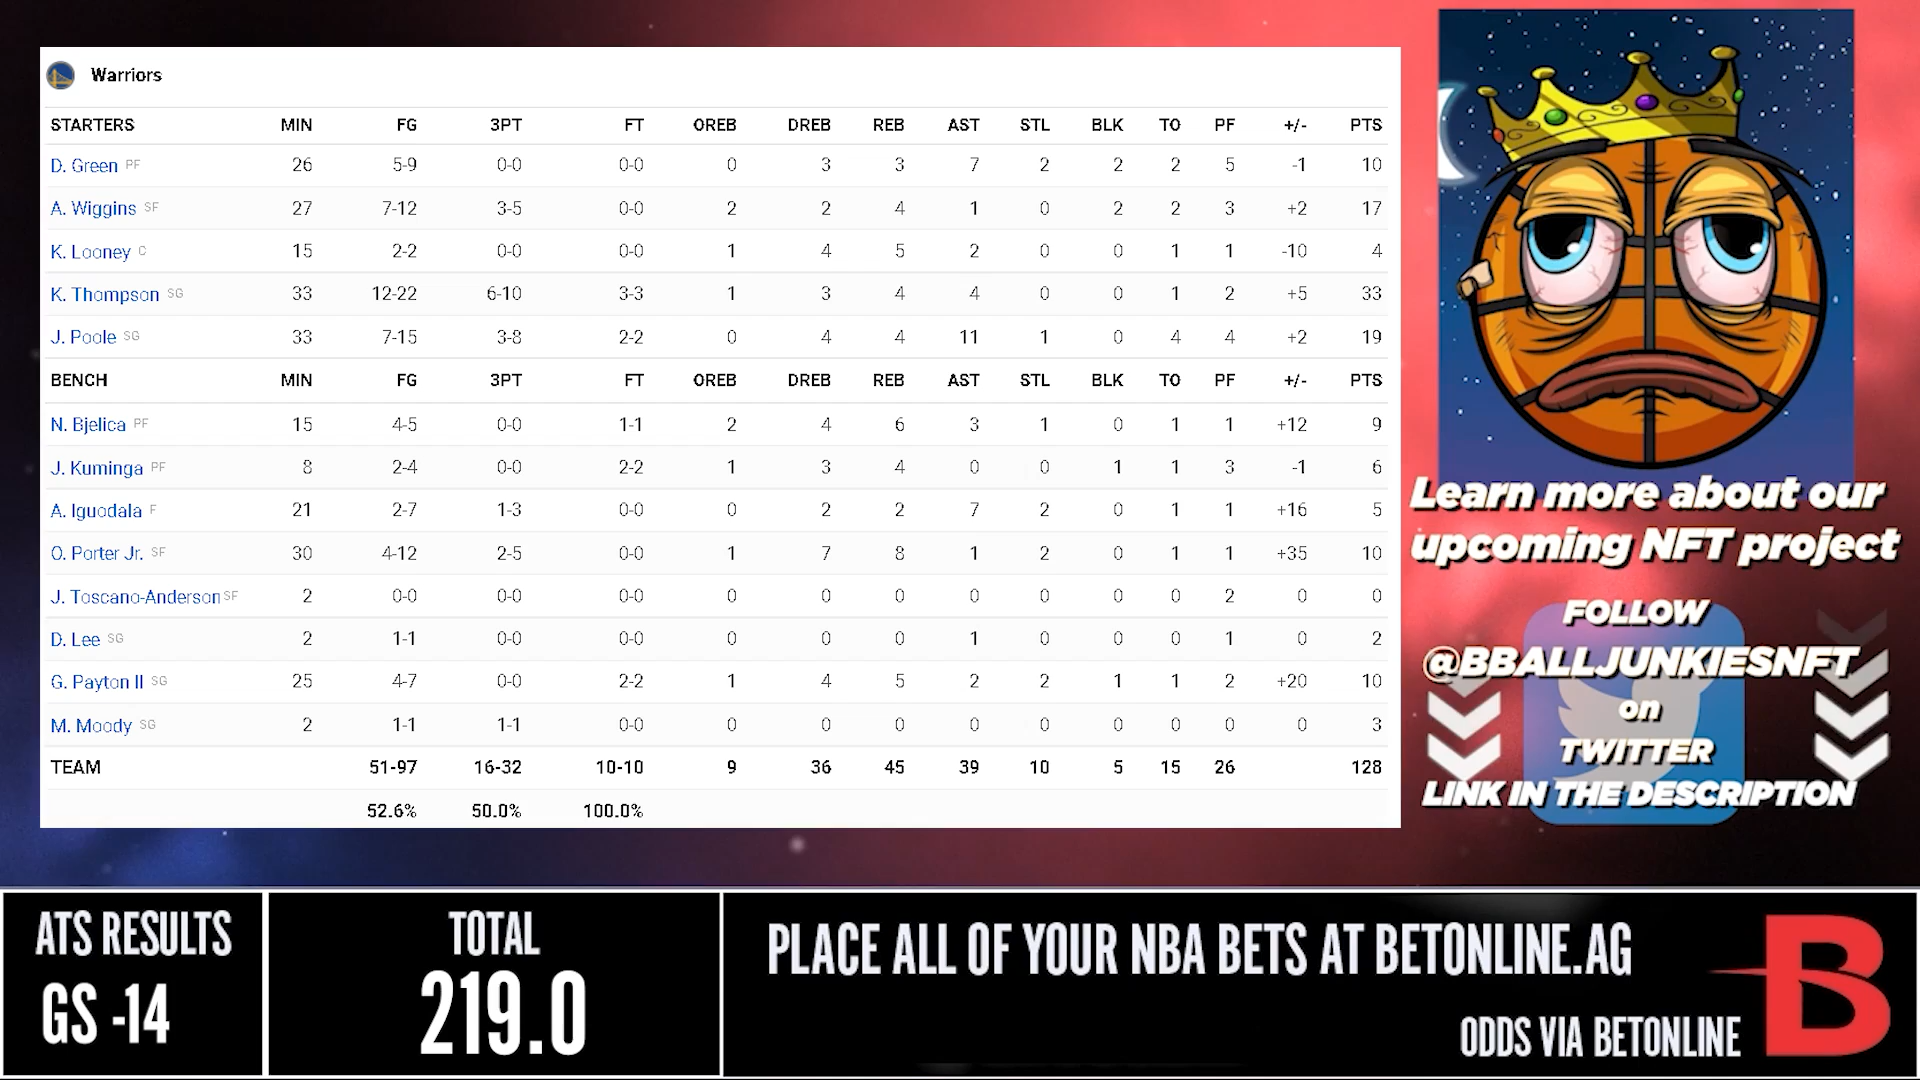 Warriors
STARTERS MIN FG 3PT FT OREB DREB REB AST STL BLK TO PF +/- PTS
D. Green PF 26 5-9 0-0 0-0 0 3 3 7 2 2 2 5 -1 10
A. Wiggins SF 27 7-12 3-5 0-0 2 2 4 1 0 2 2 3 +2 17
K. Looney C 15 2-2 0-0 0-0 1 4 5 2 0 0 1 1 -10 4
K. Thompson SG 33 12-22 6-10 3-3 1 3 4 4 0 0 1 2 +5 33
J. Poole SG 33 7-15 3-8 2-2 0 4 4 11 1 0 4 4 +2 19
BENCH MIN FG 3PT FT OREB DREB REB AST STL BLK TO PF +/- PTS
N. Bjelica PF 15 4-5 0-0 1-1 2 4 6 3 1 0 1 1 +12 9
J. Kuminga PF 8 2-4 0-0 2-2 1 3 4 0 0 1 1 3 -1 6
A. Iguodala F 21 2-7 1-3 0-0 0 2 2 7 2 0 1 1 +16 5
O. Porter Jr. SF 30 4-12 2-5 0-0 1 7 8 1 2 0 1 1 +35 10
J. Toscano-Anderson SF 2 0-0 0-0 0-0 0 0 0 0 0 0 0 2 0 0
D. Lee SG 2 1-1 0-0 0-0 0 0 0 1 0 0 0 1 0 2
G. Payton II SG 25 4-7 0-0 2-2 1 4 5 2 2 1 1 2 +20 10
M. Moody SG 2 1-1 1-1 0-0 0 0 0 0 0 0 0 0 0 3
TEAM 51-97 16-32 10-10 9 36 45 39 10 5 15 26 128
52.6% 50.0% 100.0%
Learn more about our
upcoming NFT project
FOLLOW
@BBALLJUNKIESNFT
on
TWITTER
LINK IN THE DESCRIPTION
ATS RESULTS
GS -14
TOTAL
219.0
PLACE ALL OF YOUR NBA BETS AT BETONLINE.AG
ODDS VIA BETONLINE
B